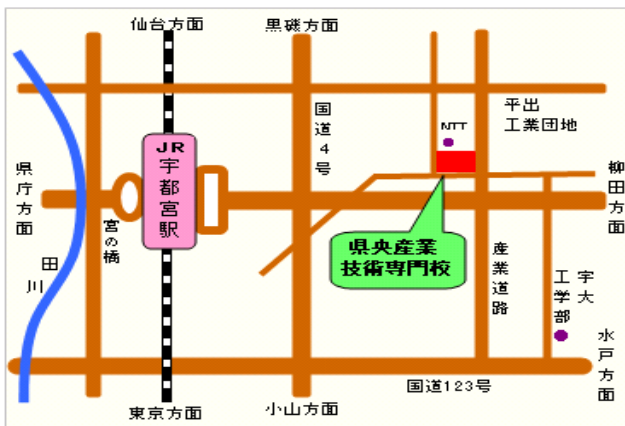 仙台方面
黒磯方面
国道4号
NTT
平出
工業団地
県庁方面
JR
宇都宮駅
柳田方面
宮の橋
田川
県央産業
技術専門校
産業道路
宇大
工学部
水戸方面
国道123号
東京方面
小山方面